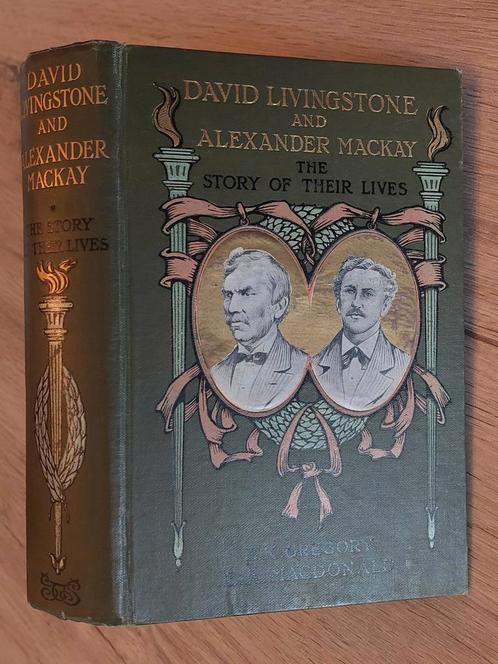 DAVID
LIVINGSTONE
AND
ALEXANDER
MACKAY
THE STORY
OF THEIR LIVES
DAVID LIVINGSTONE
AND
ALEXANDER MACKAY
THE
STORY OF THEIR LIVES
GREGORY
MACDONALD